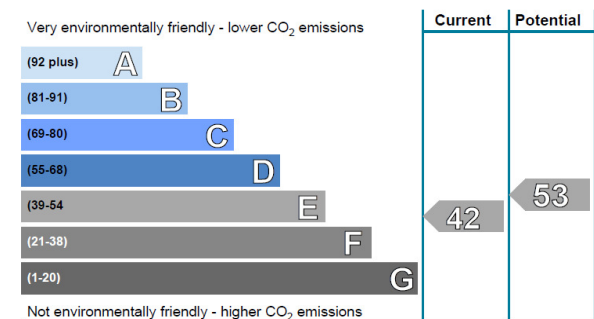 Very environmentally friendly - lower CO2 emissions
Current
Potential
(92 plus) A
(81-91) B
(69-80) C
(55-68) D
(39-54 E
(21-38) F
(1-20) G
42
53
Not environmentally friendly - higher CO2 emissions